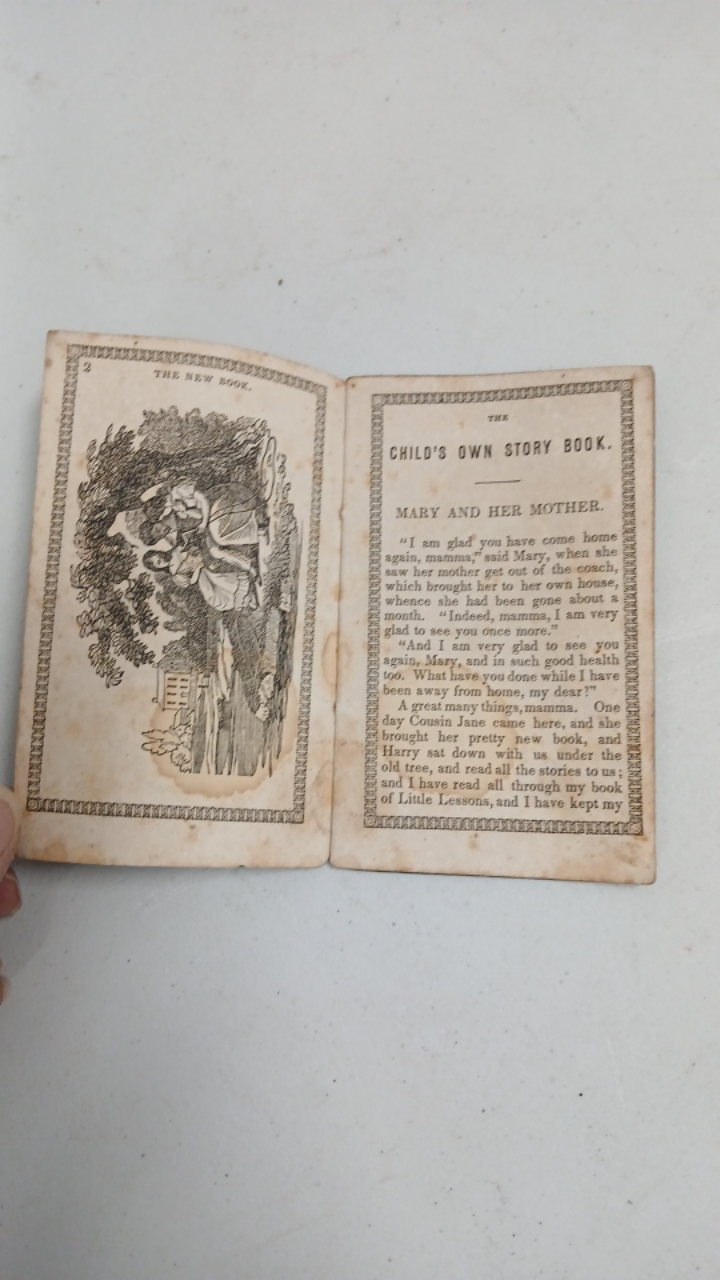 2
THE NEW BOOK.
THE
CHILD'S OWN STORY BOOK.
MARY AND HER MOTHER.
"I am glad you have come home
again, mamma," said Mary, when she
saw her mother get out of the coach,
which brought her to her own house,
whence she had been gone about a
month. "Indeed, mamma, I am very
glad to see you once more."
"And I am very glad to see you
again, Mary, and in such good health
too. What have you done while I have
been away from home, my dear?"
A great many things, mamma. One
day Cousin Jane came here, and she
brought her pretty new book, and
Harry sat down with us under the
old tree, and read all the stories to us;
and I have read all through my book
of Little Lessons, and I have kept my